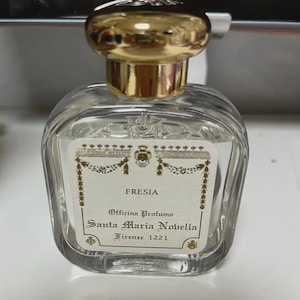 FRESIA
Officina Profumo
Santa Maria Novella
Firenze 1221